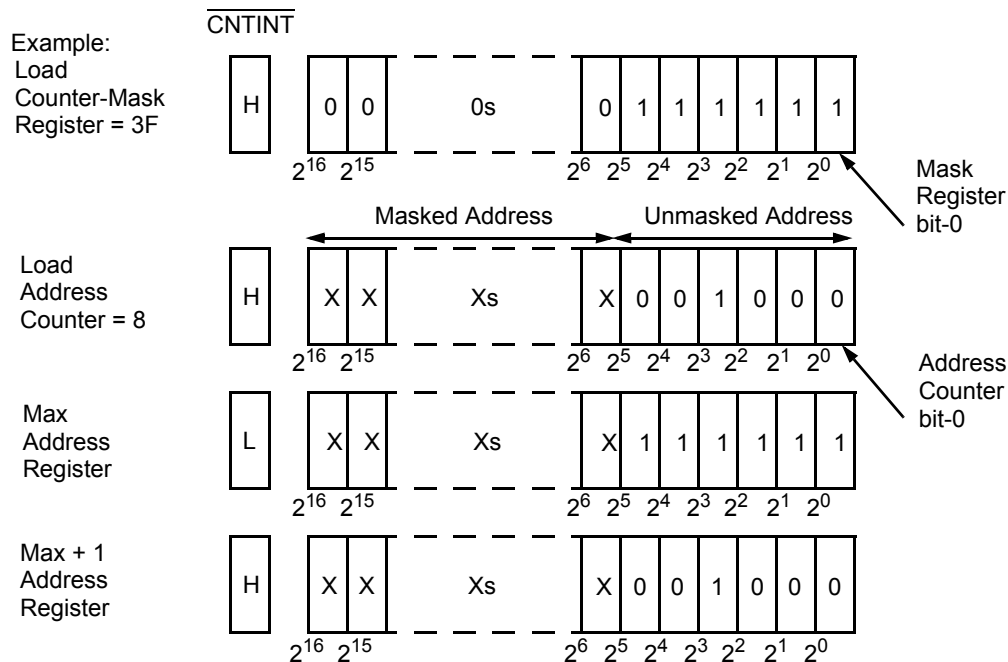 CNTINT
Example:
Load
Counter-Mask
Register = 3F
H
0 0 0s 0 1 1 1 1 1 1
2^16 2^15 2^6 2^5 2^4 2^3 2^2 2^1 2^0
Mask
Register
bit-0
Masked Address Unmasked Address
Load
Address
Counter = 8
H
X X Xs X 0 0 1 0 0 0
2^16 2^15 2^6 2^5 2^4 2^3 2^2 2^1 2^0
Address
Counter
bit-0
Max
Address
Register
L
X X Xs X 1 1 1 1 1 1
2^16 2^15 2^6 2^5 2^4 2^3 2^2 2^1 2^0
Max + 1
Address
Register
H
X X Xs X 0 0 1 0 0 0
2^16 2^15 2^6 2^5 2^4 2^3 2^2 2^1 2^0